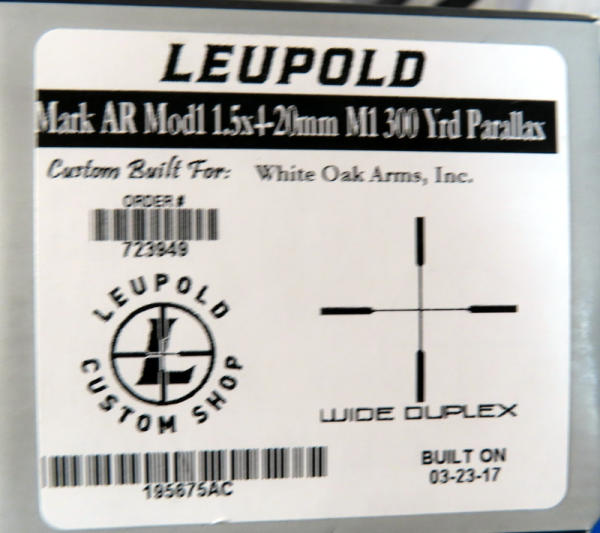 LEUPOLD
Mark AR Mod1 1.5x4-20mm M1 300 Yrd Parallax
Custom Built For: White Oak Arms, Inc.
ORDER #
723949
LEUPOLD
L
CUSTOM SHOP
WIDE DUPLEX
195675AC
BUILT ON
03-23-17